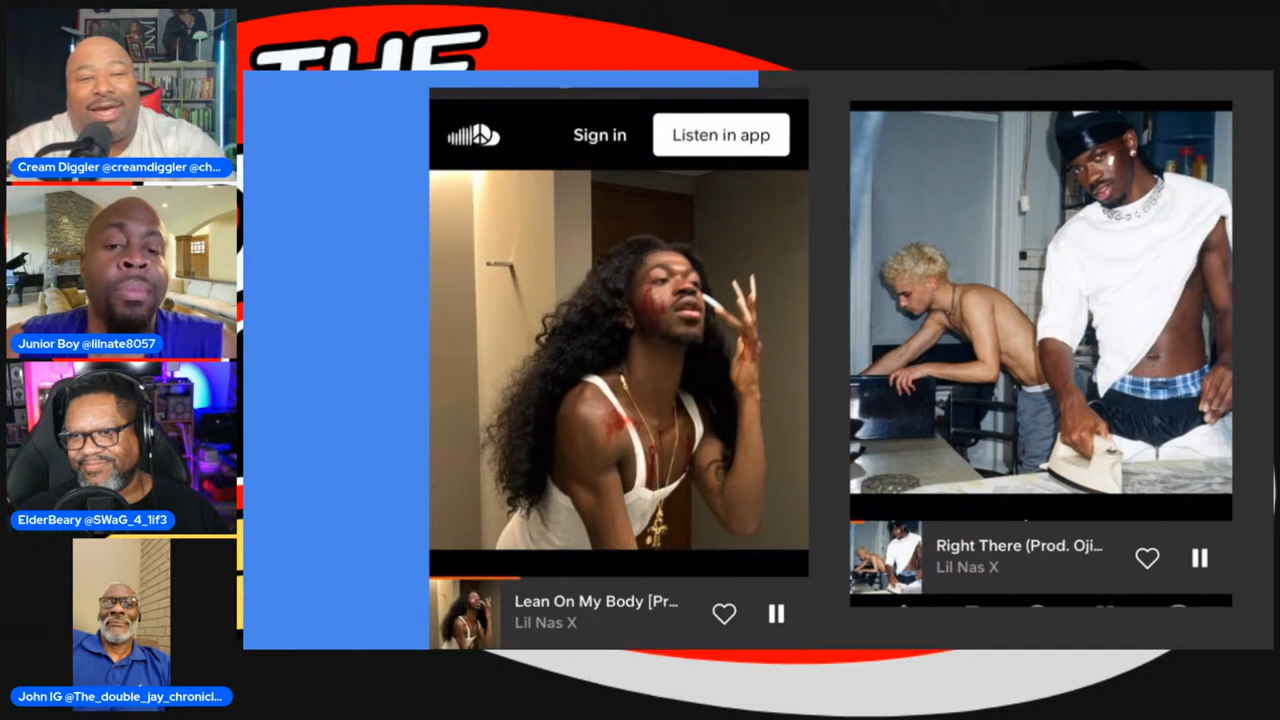 THE
Cream Diggler @creamdiggler @ch...
Junior Boy @lilnate8057
ElderBeary @SWaG_4_1if3
John IG @The_double_jay_chronicl...
Sign in
Listen in app
Lean On My Body [Pr...
Lil Nas X
Right There (Prod. Oji...
Lil Nas X